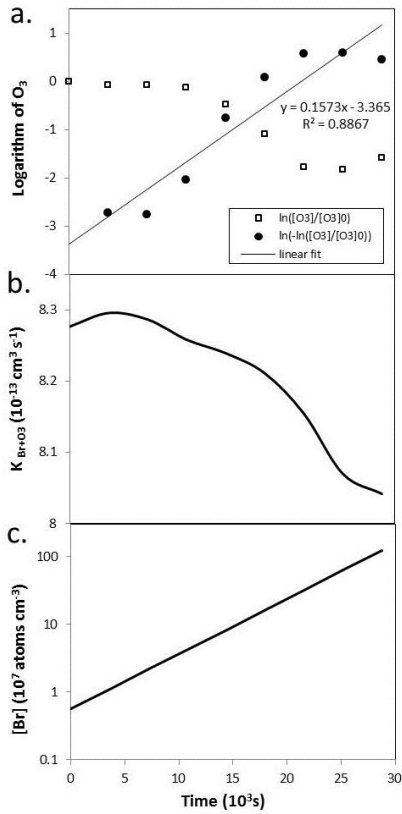 a.
1
0
-1
-2
-3
-4
Logarithm of O3
y = 0.1573x - 3.365
R² = 0.8867
ln([O3]/[O3]0)
ln(-ln([O3]/[O3]0))
linear fit
b.
8.3
8.2
8.1
8
K Br+O3 (10-13 cm3 s-1)
c.
100
10
1
0.1
[Br] (107 atoms cm-3)
0 5 10 15 20 25 30
Time (103s)